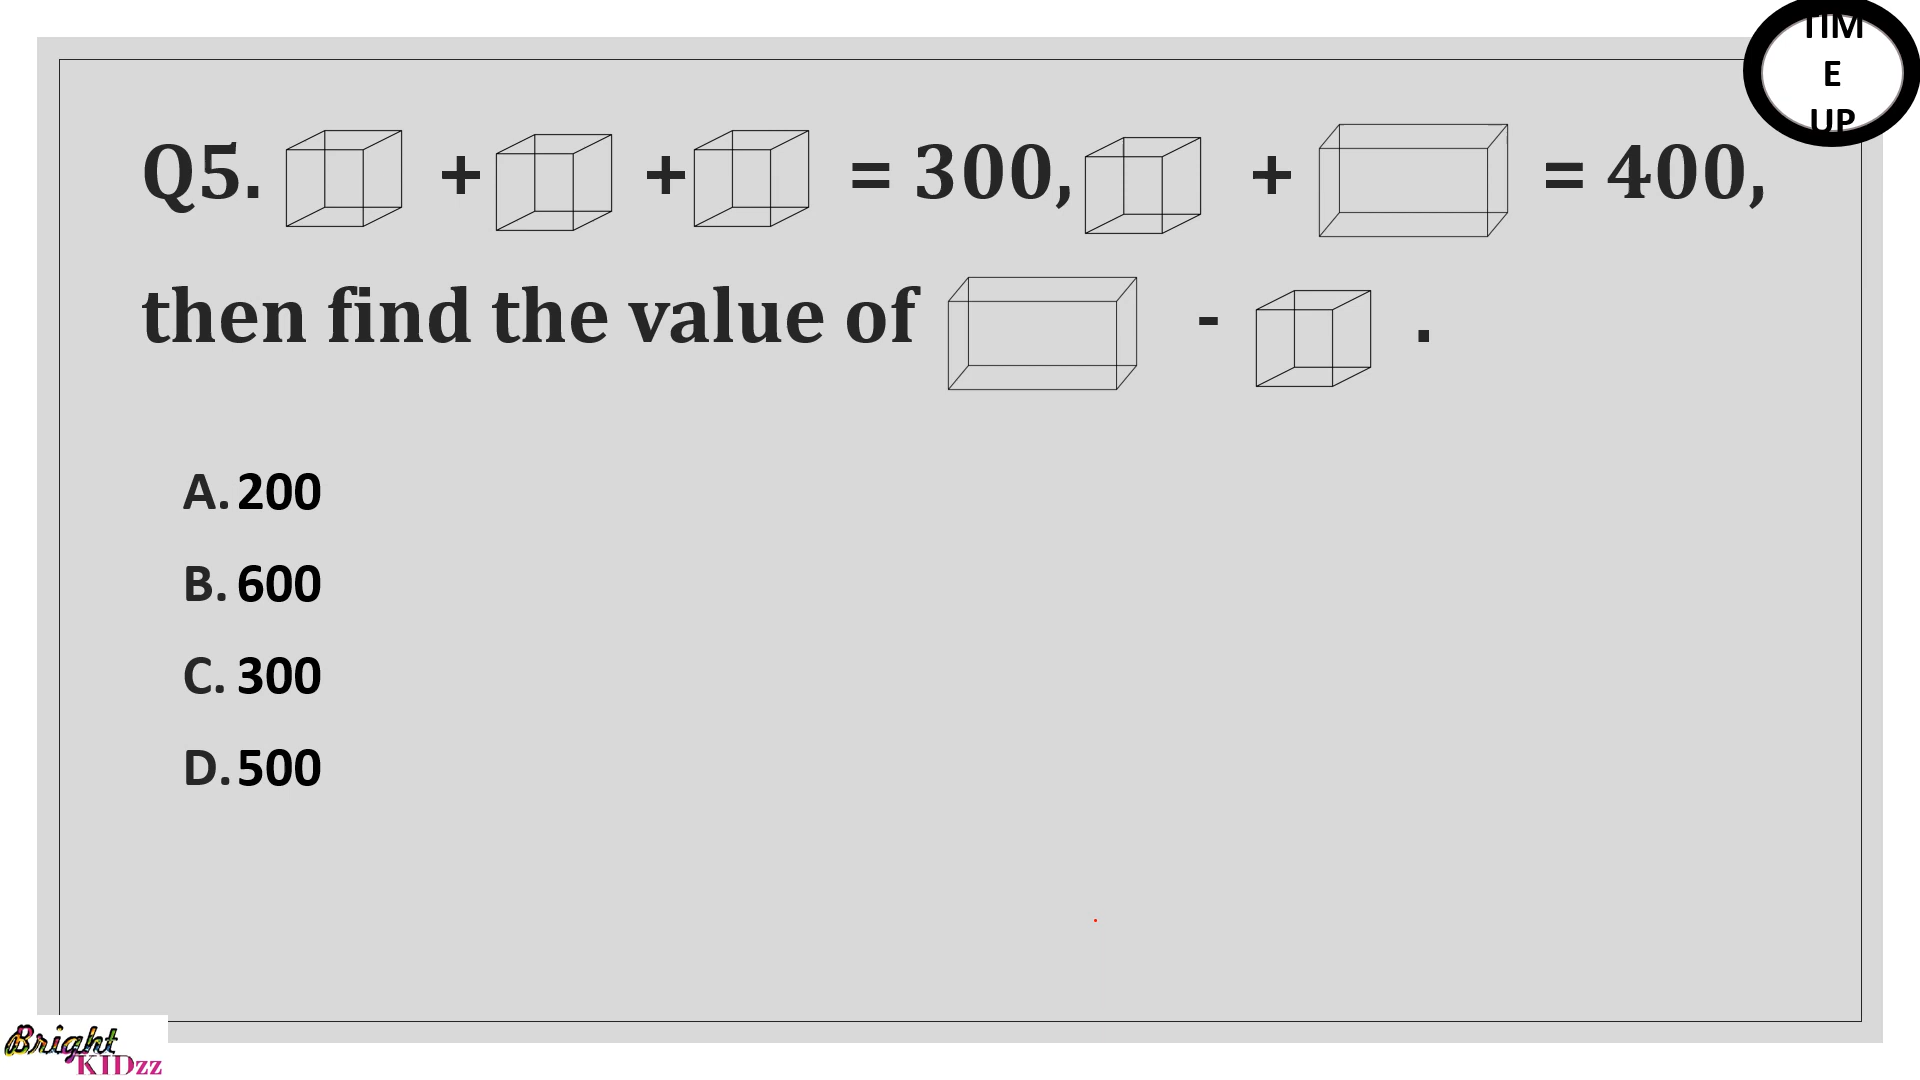 TIM
E
UP
Q5. + + = 300, + = 400,
then find the value of - .
A. 200
B. 600
C. 300
D. 500
Bright
KIDzz